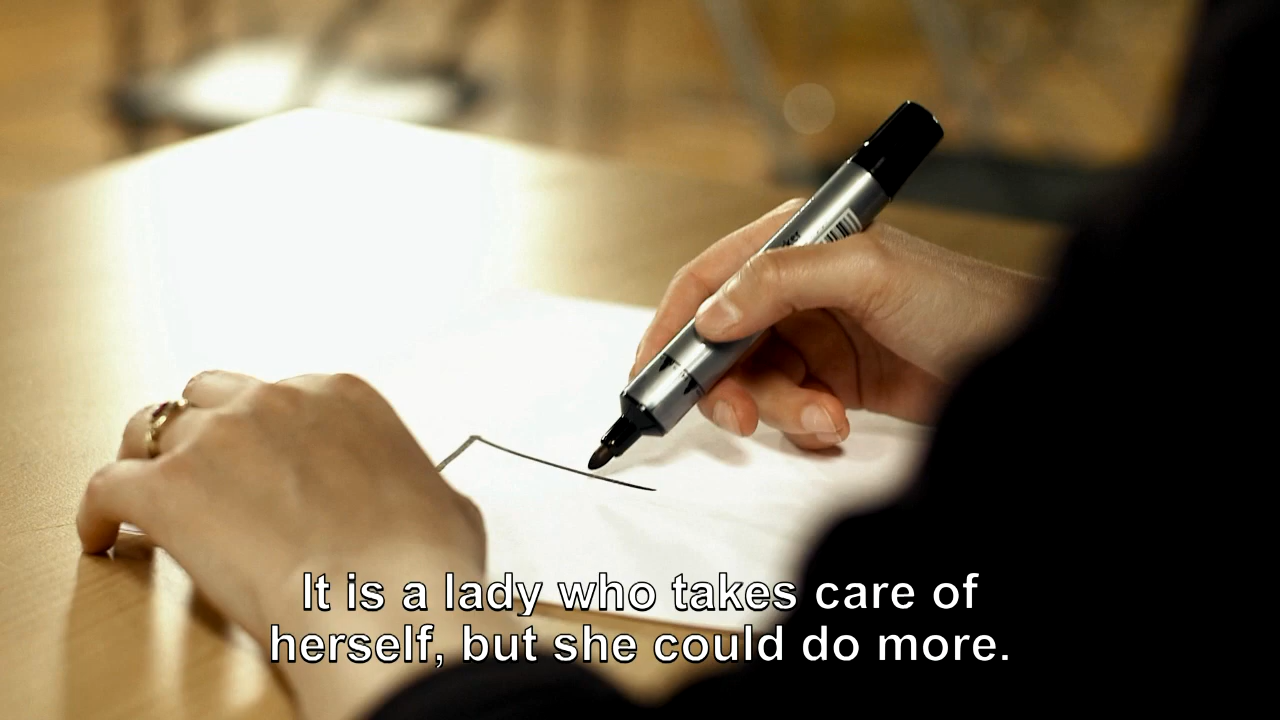 It is a lady who takes care of
herself, but she could do more.